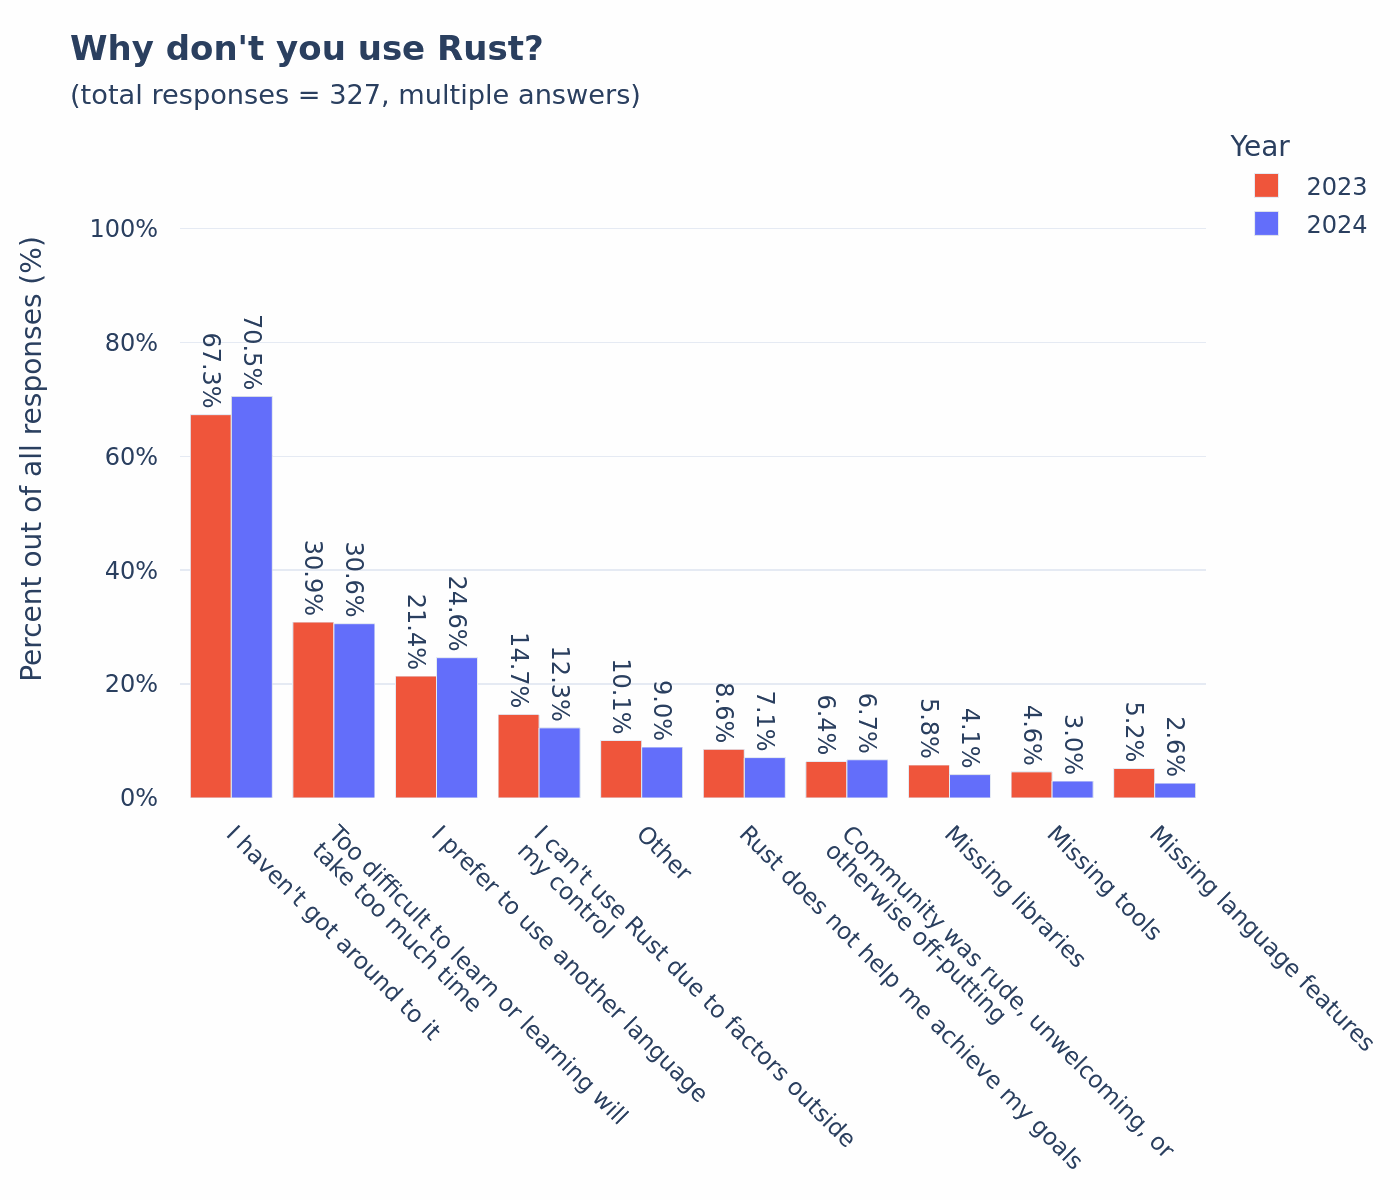 Why don't you use Rust?
(total responses = 327, multiple answers)
Year
2023
2024
Percent out of all responses (%)
100%
80%
60%
40%
20%
0%
67.3%
70.5%
30.9%
30.6%
21.4%
24.6%
14.7%
12.3%
10.1%
9.0%
8.6%
7.1%
6.4%
6.7%
5.8%
4.1%
4.6%
3.0%
5.2%
2.6%
I haven't got around to it
Too difficult to learn or learning will
take too much time
I prefer to use another language
I can't use Rust due to factors outside
my control
Other
Rust does not help me achieve my goals
Community was rude, unwelcoming, or
otherwise off-putting
Missing libraries
Missing tools
Missing language features